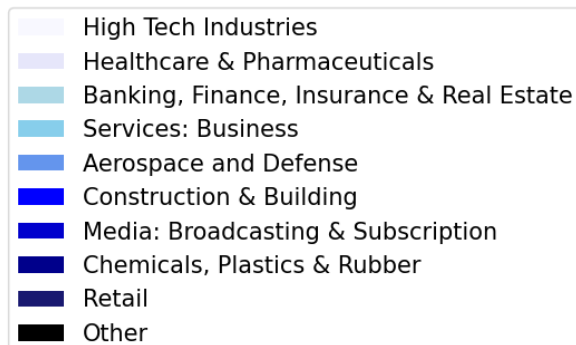 High Tech Industries
Healthcare & Pharmaceuticals
Banking, Finance, Insurance & Real Estate
Services: Business
Aerospace and Defense
Construction & Building
Media: Broadcasting & Subscription
Chemicals, Plastics & Rubber
Retail
Other